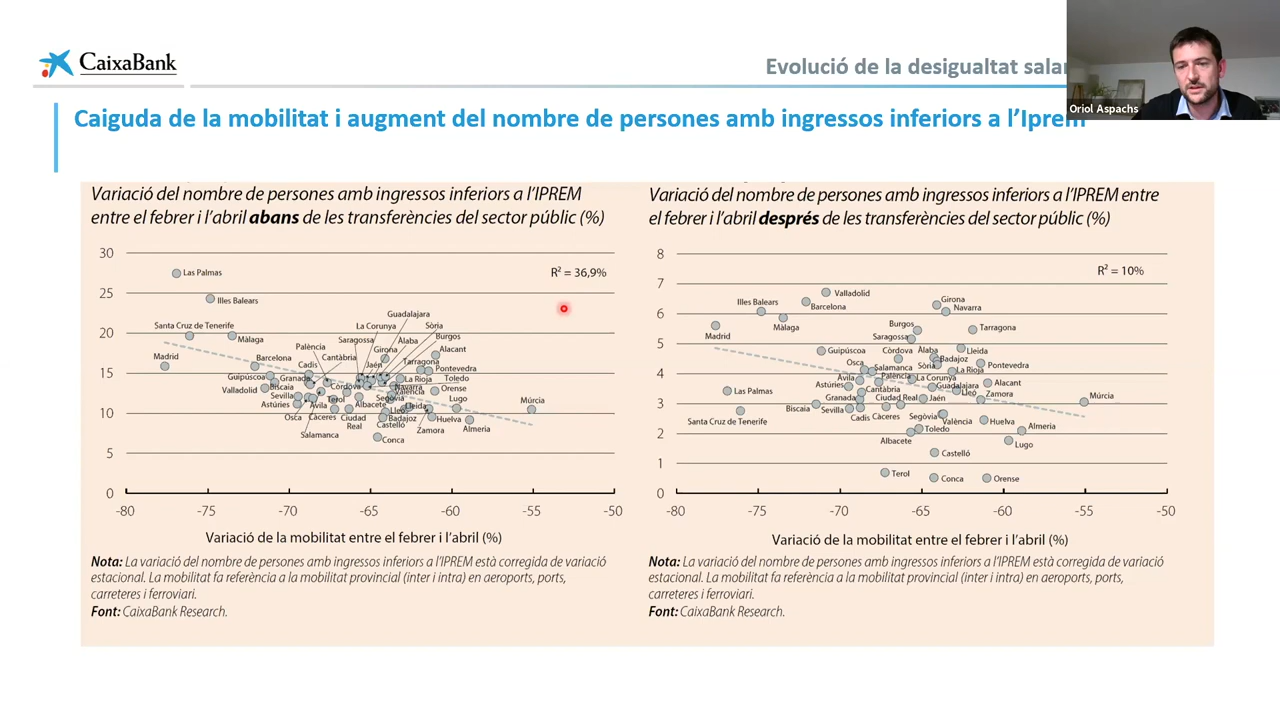 CaixaBank
Evolució de la desigualtat
Oriol Aspachs
Caiguda de la mobilitat i augment del nombre de persones amb ingressos inferiors a l'Iprem
Variació del nombre de persones amb ingressos inferiors a l'IPREM
entre el febrer i l'abril abans de les transferències del sector públic (%)
30
25
20
15
10
5
0
R² = 36,9%
Las Palmas
Illes Balears
Guadalajara
Santa Cruz de Tenerife
La Corunya
Sòria
Màlaga
Saragossa
Àlaba
Burgos
Palència
Girona
Alacant
Madrid
Barcelona
Cantàbria
Cadis
Jaén
Tarragona
Pontevedra
Guipúscoa
Granada
La Rioja
Toledo
Valladolid
Biscaia
Còrdova
Navarra
Orense
València
Sevilla
Terol
Segòvia
Lugo
Múrcia
Astúries
Àvila
Albacete
Lleó
Lleida
Osca
Càceres
Ciudad
Real
Badajoz
Huelva
Castelló
Salamanca
Zamora
Almeria
Conca
-80
-75
-70
-65
-60
-55
-50
Variació de la mobilitat entre el febrer i l'abril (%)
Nota: La variació del nombre de persones amb ingressos inferiors a l'IPREM està corregida de variació
estacional. La mobilitat fa referència a la mobilitat provincial (inter i intra) en aeroports, ports,
carreteres i ferroviari.
Font: CaixaBank Research.
Variació del nombre de persones amb ingressos inferiors a l'IPREM entre
el febrer i l'abril després de les transferències del sector públic (%)
8
7
6
5
4
3
2
1
0
R² = 10%
Valladolid
Illes Balears
Barcelona
Girona
Navarra
Màlaga
Madrid
Burgos
Tarragona
Saragossa
Guipúscoa
Còrdova
Àlaba
Lleida
Osca
Badajoz
Sòria
Pontevedra
Salamanca
La Rioja
Àvila
Palència
La Corunya
Astúries
Guadalajara
Alacant
Las Palmas
Cantàbria
Lleó
Zamora
Granada
Ciudad Real
Jaén
Múrcia
Biscaia
Sevilla
Santa Cruz de Tenerife
Cadis
Càceres
Segòvia
València
Huelva
Toledo
Almeria
Albacete
Lugo
Castelló
Terol
Conca
Orense
-80
-75
-70
-65
-60
-55
-50
Variació de la mobilitat entre el febrer i l'abril (%)
Nota: La variació del nombre de persones amb ingressos inferiors a l'IPREM està corregida de variació
estacional. La mobilitat fa referència a la mobilitat provincial (inter i intra) en aeroports, ports,
carreteres i ferroviari.
Font: CaixaBank Research.